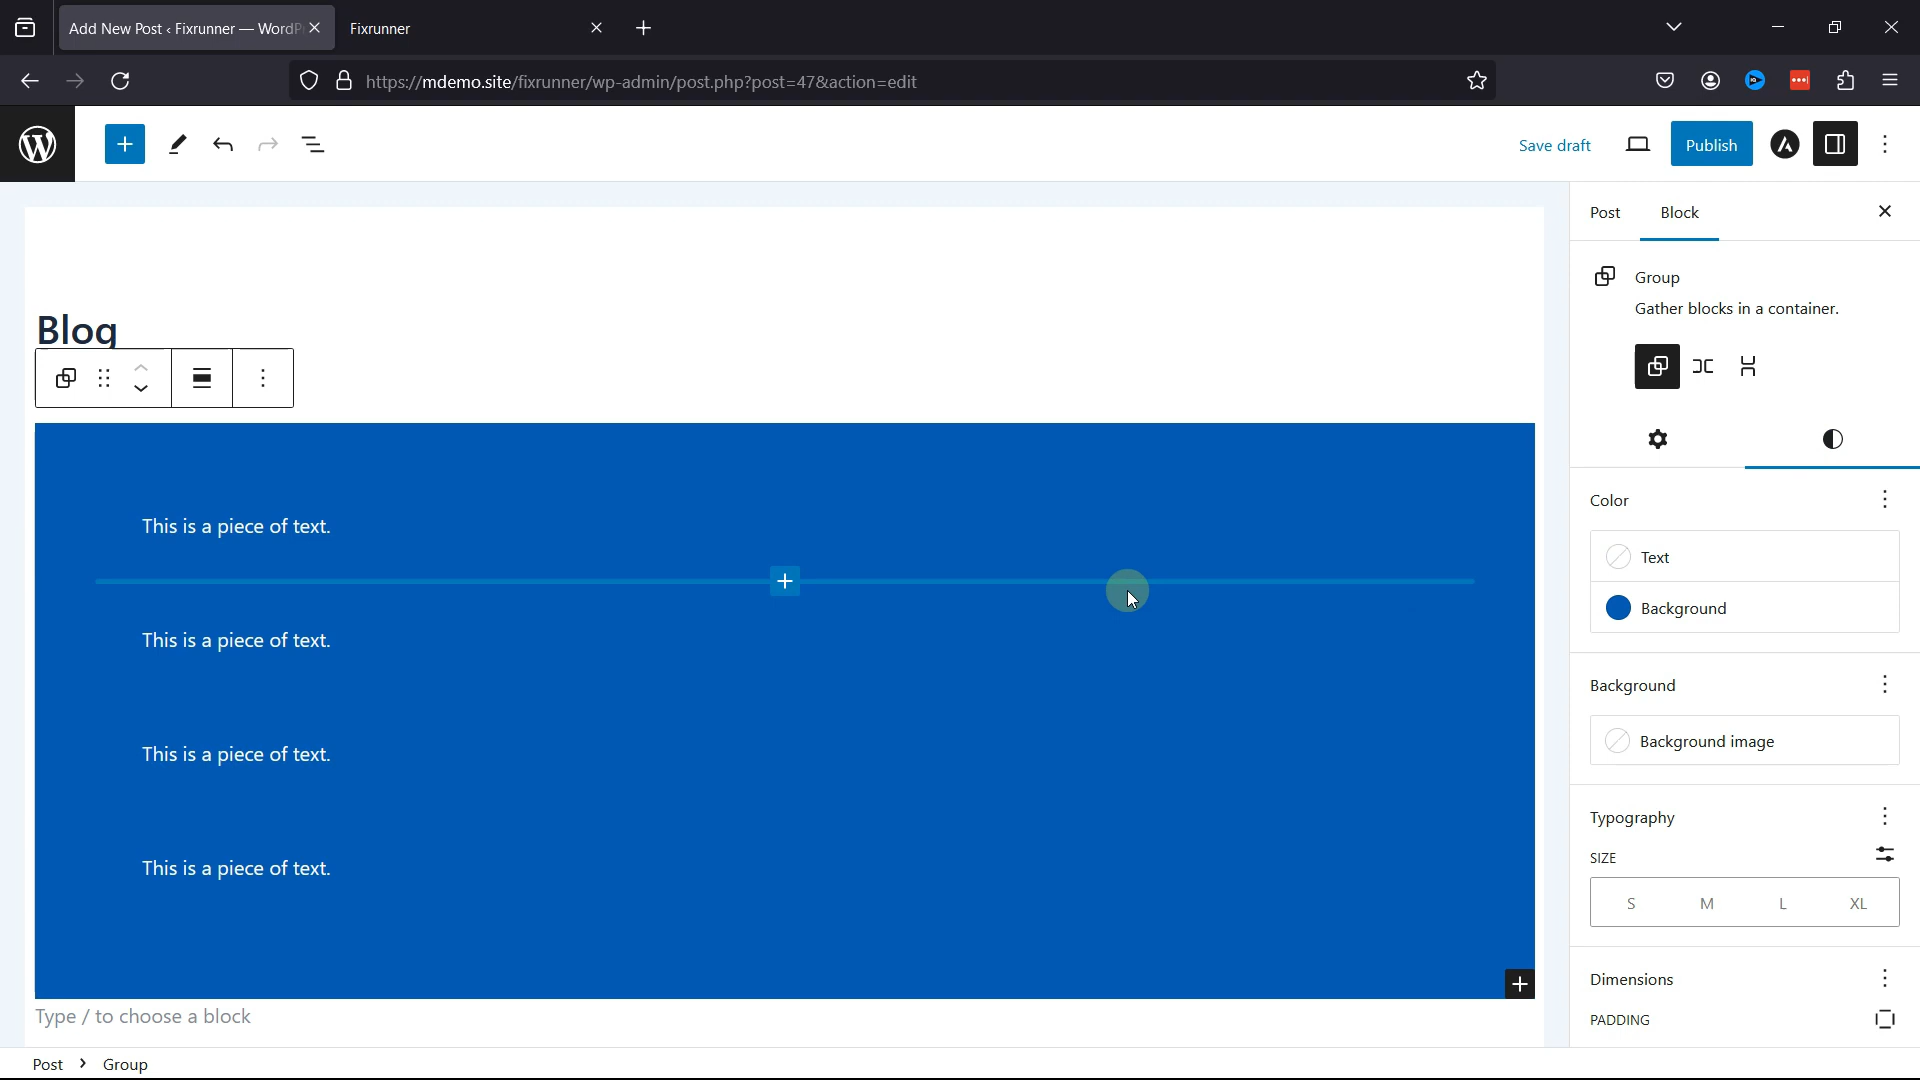 Add New Post ‹ Fixrunner — WordP
Fixrunner
https://mdemo.site/fixrunner/wp-admin/post.php?post=47&action=edit
Save draft
Publish
Post
Block
Blog
Group
Gather blocks in a container.
Color
Text
Background
Background
Background image
Typography
SIZE
S M L XL
Dimensions
PADDING
This is a piece of text.
This is a piece of text.
This is a piece of text.
This is a piece of text.
Type / to choose a block
Post › Group